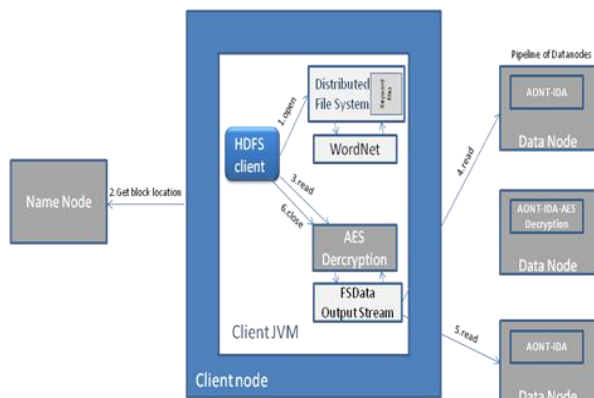 Pipeline of Datanodes
Distributed
File System
Keyword
files
1.open
WordNet
HDFS
client
3.read
6.close
AES
Dercryption
FSData
Output Stream
Client JVM
Client node
Name Node
2.Get block location
4.read
5.read
AONT-IDA
Data Node
AONT-IDA-AES
Decryption
Data Node
AONT-IDA
Data Node